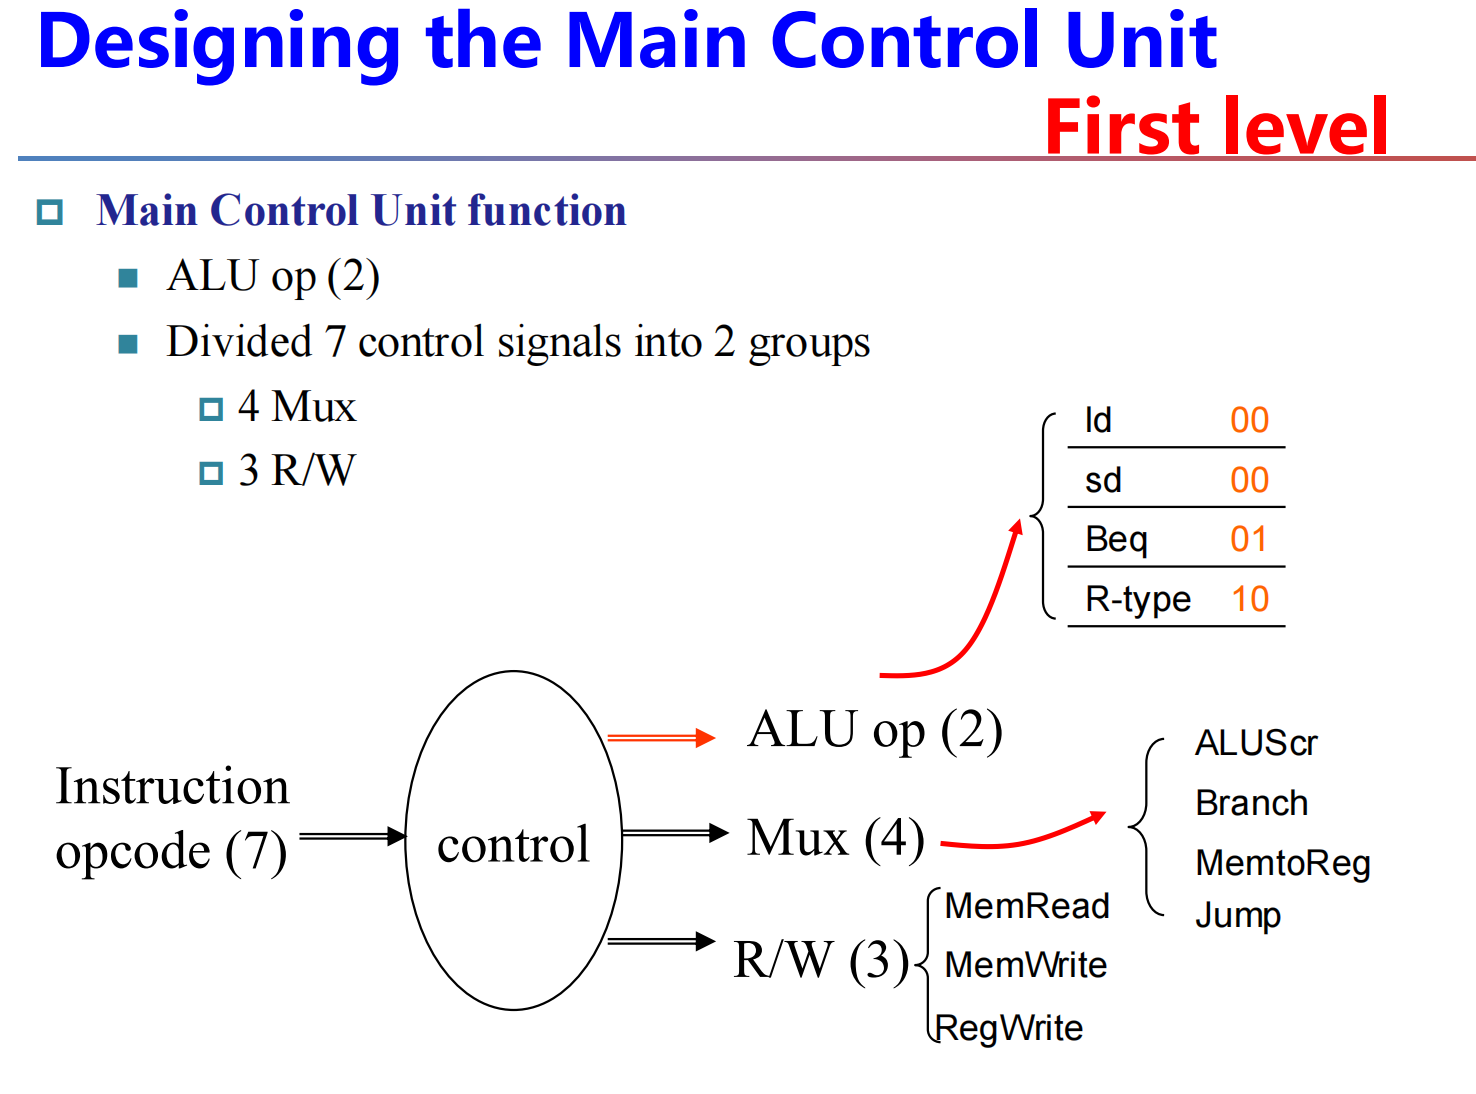 Designing the Main Control Unit
First level
Main Control Unit function
ALU op (2)
Divided 7 control signals into 2 groups
4 Mux
3 R/W
ld 00
sd 00
Beq 01
R-type 10
Instruction
opcode (7)
control
ALU op (2)
Mux (4)
R/W (3)
ALUScr
Branch
MemtoReg
Jump
MemRead
MemWrite
RegWrite